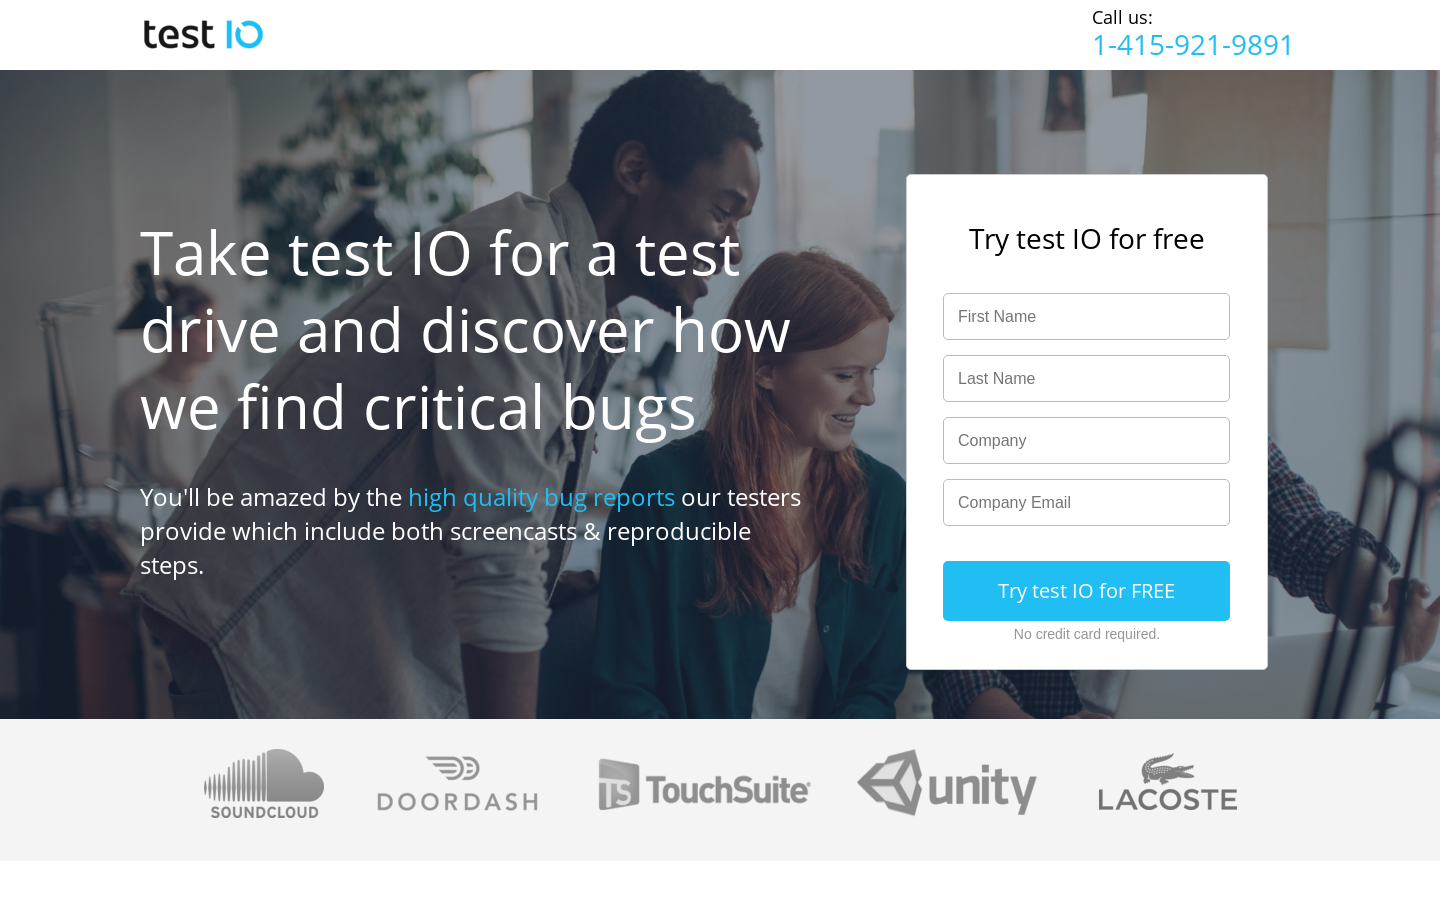 test IO
Call us:
1-415-921-9891
Take test IO for a test
drive and discover how
we find critical bugs
You'll be amazed by the high quality bug reports our testers
provide which include both screencasts & reproducible
steps.
Try test IO for free
First Name
Last Name
Company
Company Email
Try test IO for FREE
No credit card required.
SOUNDCLOUD
DOORDASH
TS TouchSuite®
unity
LACOSTE